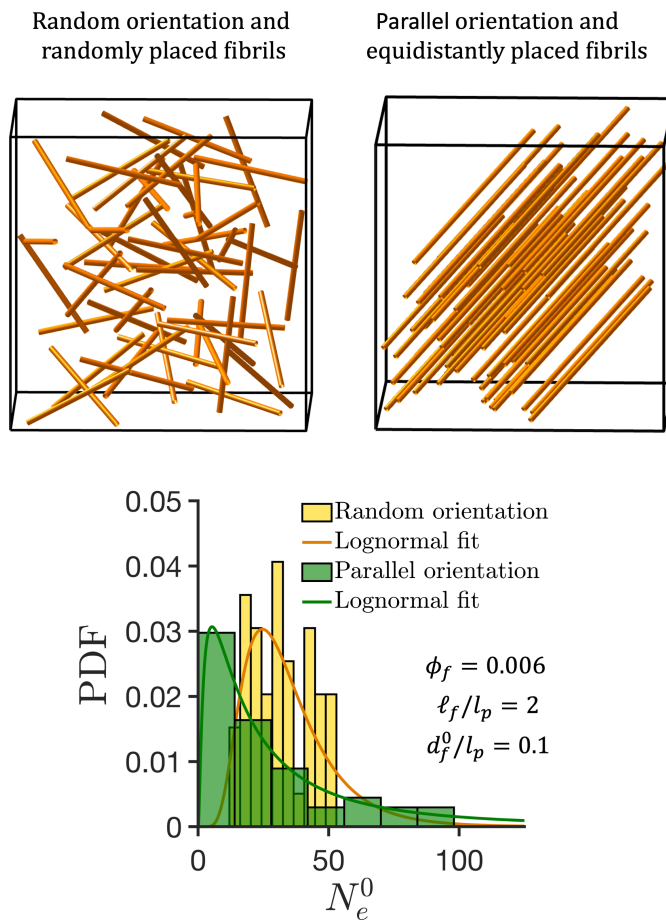 Random orientation and
randomly placed fibrils
Parallel orientation and
equidistantly placed fibrils
0.05
0.04
0.03
0.02
0.01
0
PDF
Random orientation
Lognormal fit
Parallel orientation
Lognormal fit
ϕ_f = 0.006
ℓ_f/l_p = 2
d_f^0/l_p = 0.1
0
50
100
N_e^0